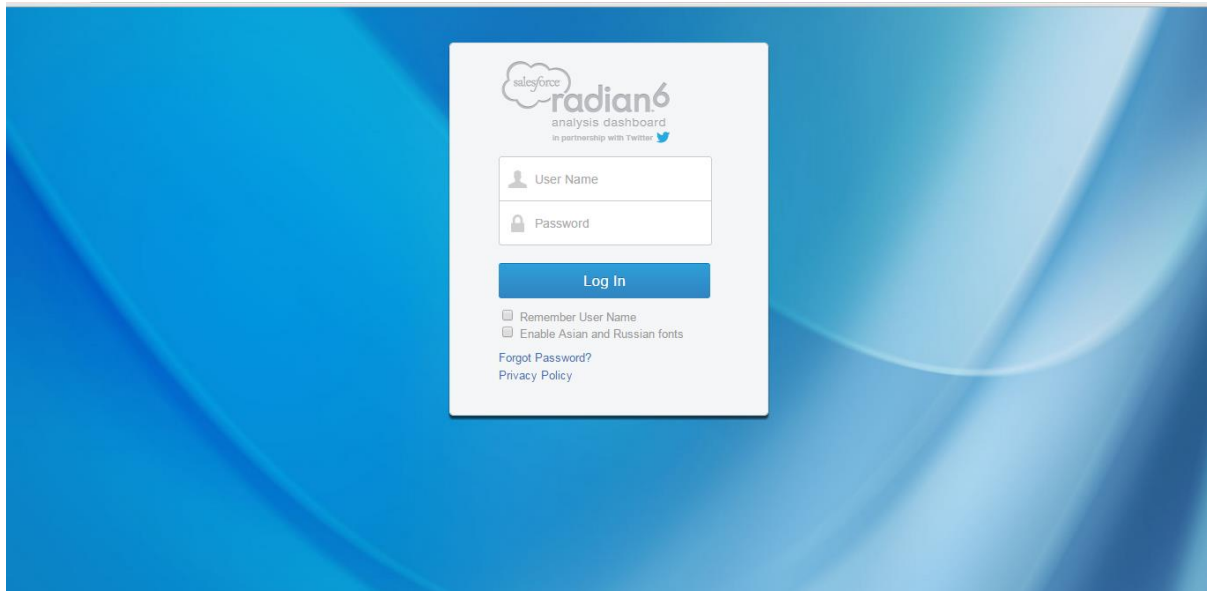 salesforce
radian6
analysis dashboard
in partnership with Twitter
User Name
Password
Log In
Remember User Name
Enable Asian and Russian fonts
Forgot Password?
Privacy Policy